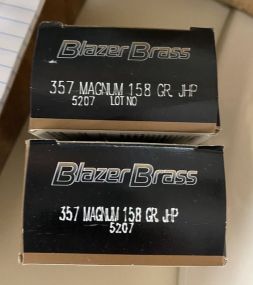 Blazer Brass
357 MAGNUM 158 GR. JHP
5207 LOT NO
Blazer Brass
357 MAGNUM 158 GR. JHP
5207